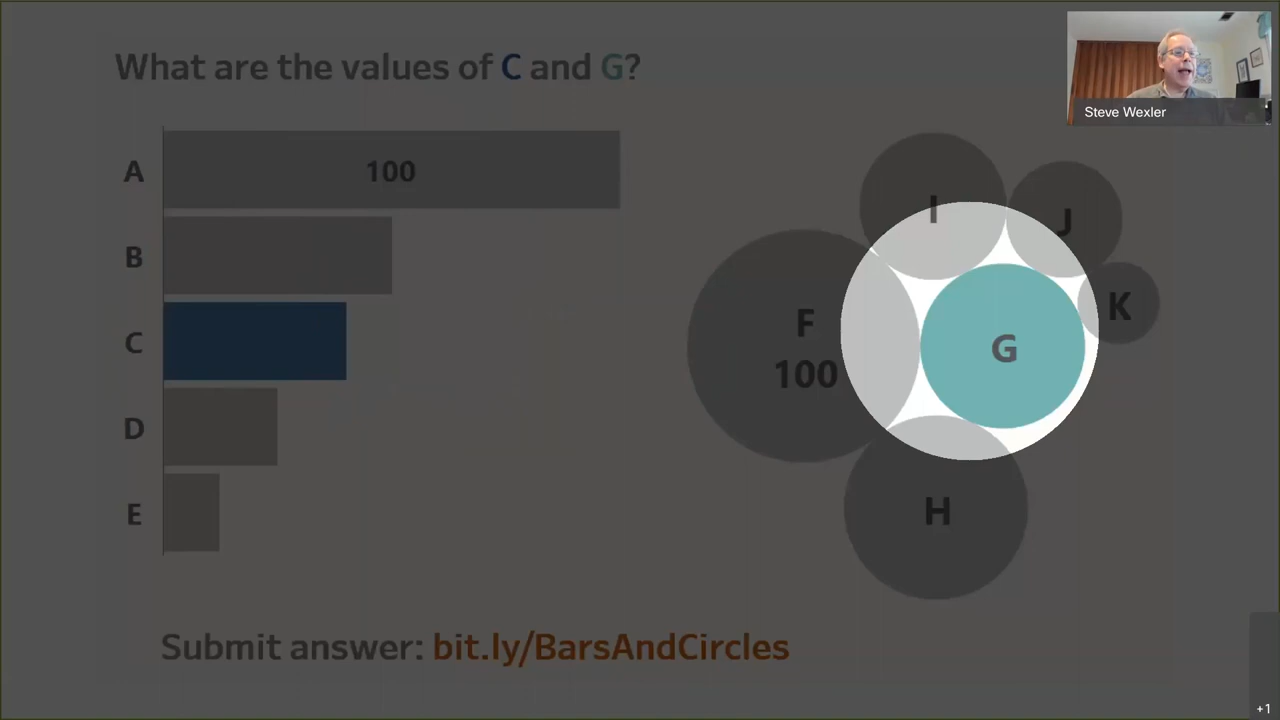 What are the values of C and G?
Steve Wexler
A
100
B
C
D
E
I
J
K
F
100
G
H
Submit answer: bit.ly/BarsAndCircles
+1